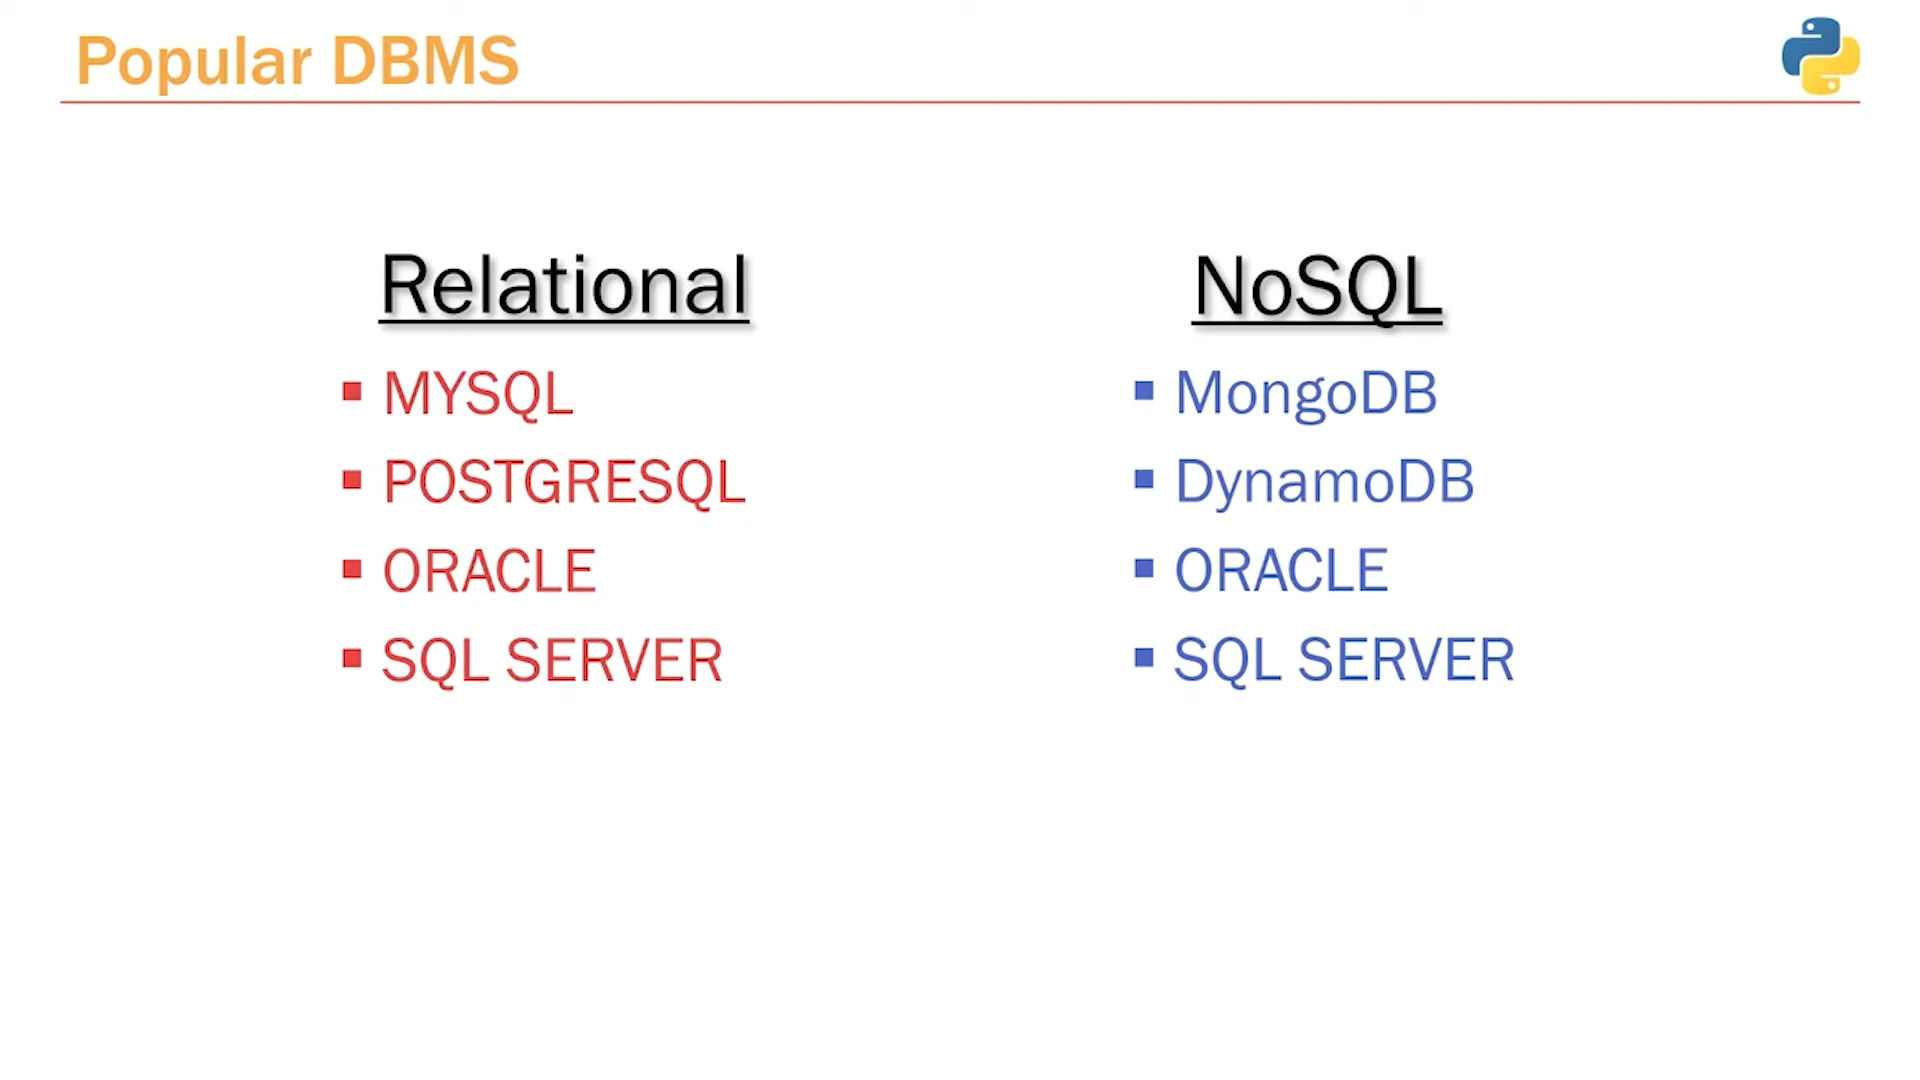 Popular DBMS
Relational
MYSQL
POSTGRESQL
ORACLE
SQL SERVER
NoSQL
MongoDB
DynamoDB
ORACLE
SQL SERVER